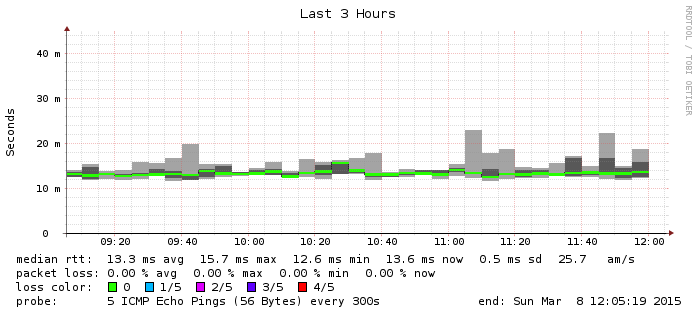 Last 3 Hours
RRDTOOL / TOBI OETIKER
Seconds
40 m
30 m
20 m
10 m
0
09:20 09:40 10:00 10:20 10:40 11:00 11:20 11:40 12:00
median rtt: 13.3 ms avg 15.7 ms max 12.6 ms min 13.6 ms now 0.5 ms sd 25.7 am/s
packet loss: 0.00 % avg 0.00 % max 0.00 % min 0.00 % now
loss color: 0 1/5 2/5 3/5 4/5
probe: 5 ICMP Echo Pings (56 Bytes) every 300s end: Sun Mar 8 12:05:19 2015